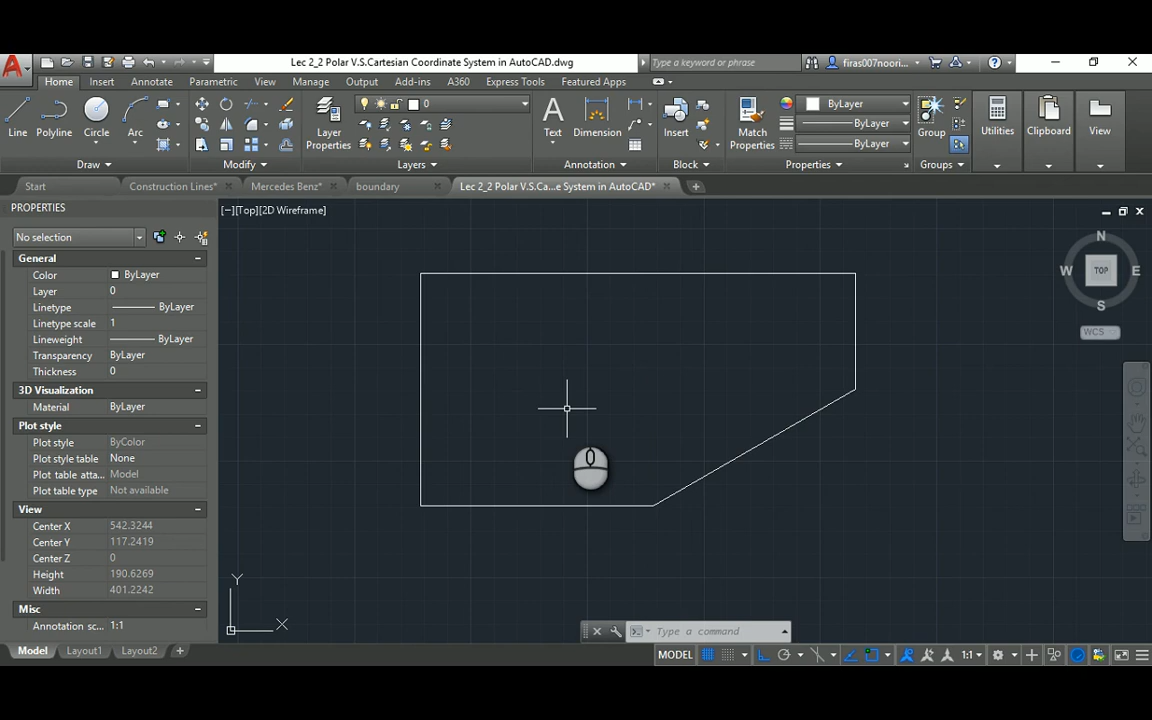 Lec 2_2 Polar V.S.Cartesian Coordinate System in AutoCAD.dwg
Type a keyword or phrase
firas007noori...
Home Insert Annotate Parametric View Manage Output Add-ins A360 Express Tools Featured Apps
Line Polyline Circle Arc
Layer
Properties
0
Text Dimension
Insert
Match
Properties
ByLayer
ByLayer
ByLayer
Group
Utilities
Clipboard
View
Draw Modify Layers Annotation Block Properties Groups
Start Construction Lines* Mercedes Benz* boundary Lec 2_2 Polar V.S.Ca...e System in AutoCAD*
PROPERTIES
[−][Top][2D Wireframe]
No selection
General
Color ByLayer
Layer 0
Linetype ByLayer
Linetype scale 1
Lineweight ByLayer
Transparency ByLayer
Thickness 0
3D Visualization
Material ByLayer
Plot style
Plot style ByColor
Plot style table None
Plot table atta... Model
Plot table type Not available
View
Center X 542.3244
Center Y 117.2419
Center Z 0
Height 190.6269
Width 401.2242
Misc
Annotation sc... 1:1
N
W TOP E
S
WCS
Y
X
Type a command
Model Layout1 Layout2
MODEL 1:1